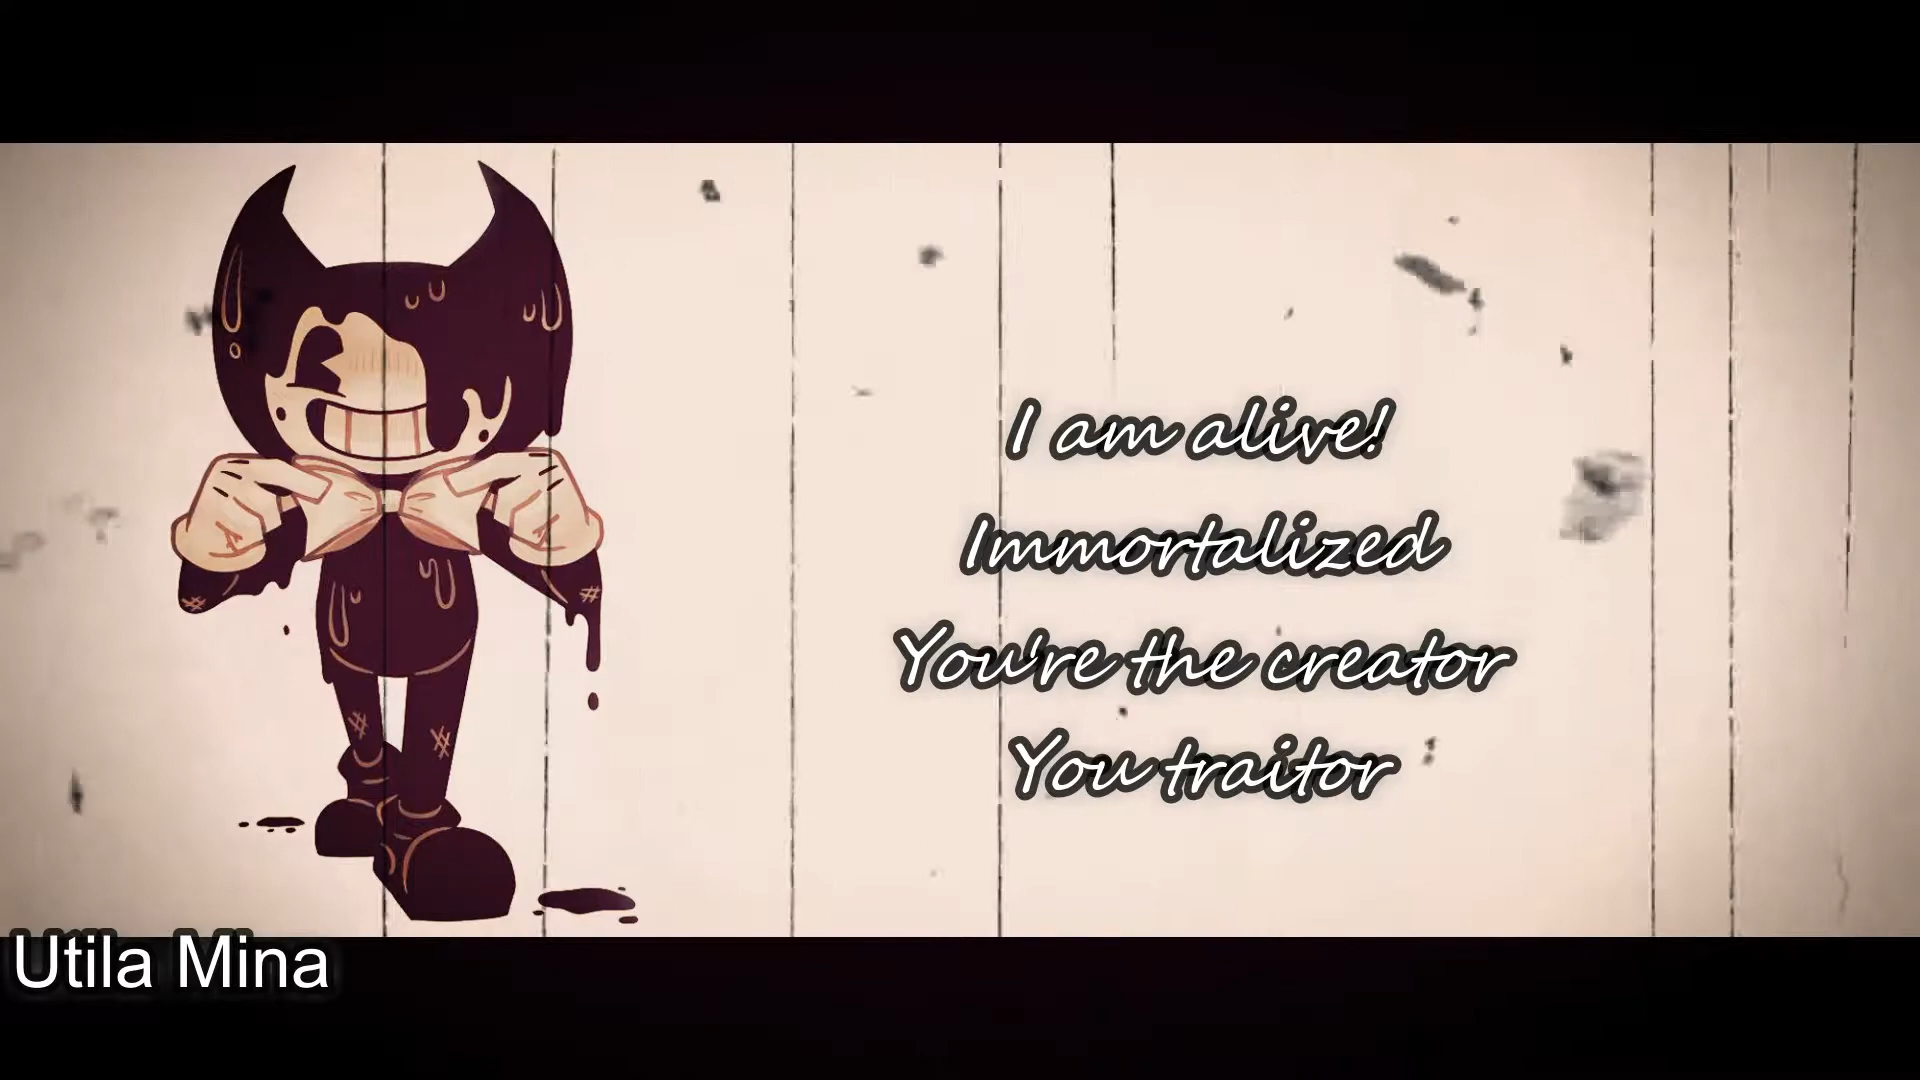 I am alive!
Immortalized
You're the creator
You traitor
Utila Mina